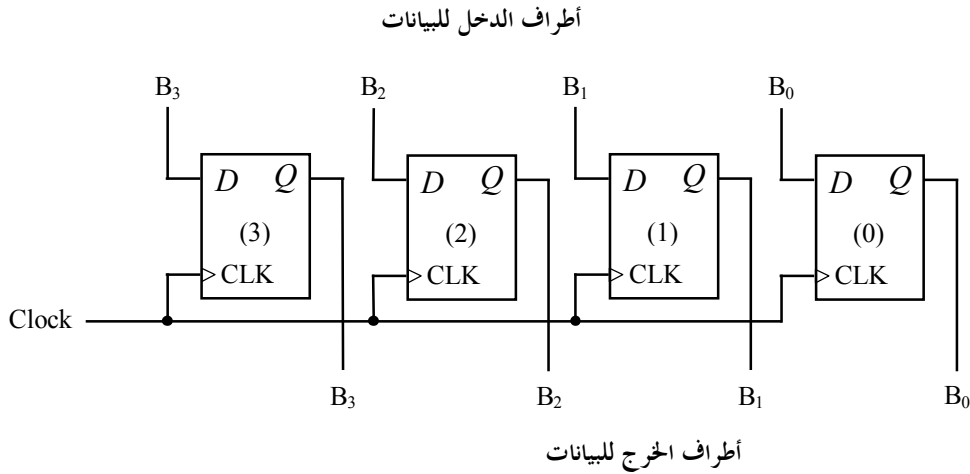 أطراف الدخل للبيانات
B₃ B₂ B₁ B₀
D Q D Q D Q D Q
(3) (2) (1) (0)
CLK CLK CLK CLK
Clock
B₃ B₂ B₁ B₀
أطراف الخرج للبيانات